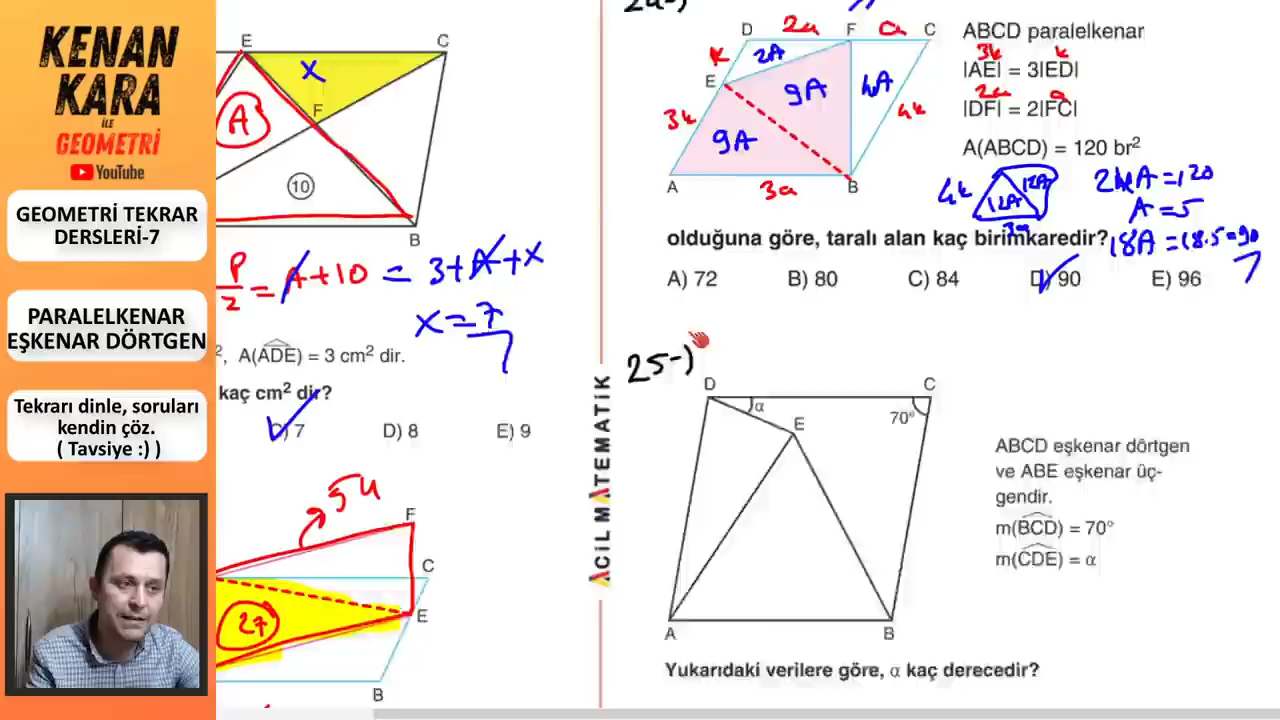 KENAN
KARA
İLE
GEOMETRİ
YouTube
GEOMETRİ TEKRAR
DERSLERİ-7
PARALELKENAR
EŞKENAR DÖRTGEN
Tekrarı dinle, soruları
kendin çöz.
( Tavsiye :) )
E
C
X
A
F
10
B
P/2 = A + 10 = 3 + A + x
x = 7
², A(ADE) = 3 cm² dir.
kaç cm² dir?
C) 7
D) 8
E) 9
54
F
C
27
E
B
ACİL MATEMATİK
24-)
D
2a
F
a
C
k
2A
E
9A
4A
3k
4k
9A
A
3a
B
ABCD paralelkenar
3k
k
|AE| = 3|ED|
2a
a
|DF| = 2|FC|
A(ABCD) = 120 br²
4k
12A
12A
3a
24A = 120
A = 5
18A = 18.5 = 90
olduğuna göre, taralı alan kaç birimkaredir?
A) 72
B) 80
C) 84
D) 90
E) 96
25-)
D
C
α
70°
E
A
B
ABCD eşkenar dörtgen
ve ABE eşkenar üç-
gendir.
m(BCD) = 70°
m(CDE) = α
Yukarıdaki verilere göre, α kaç derecedir?